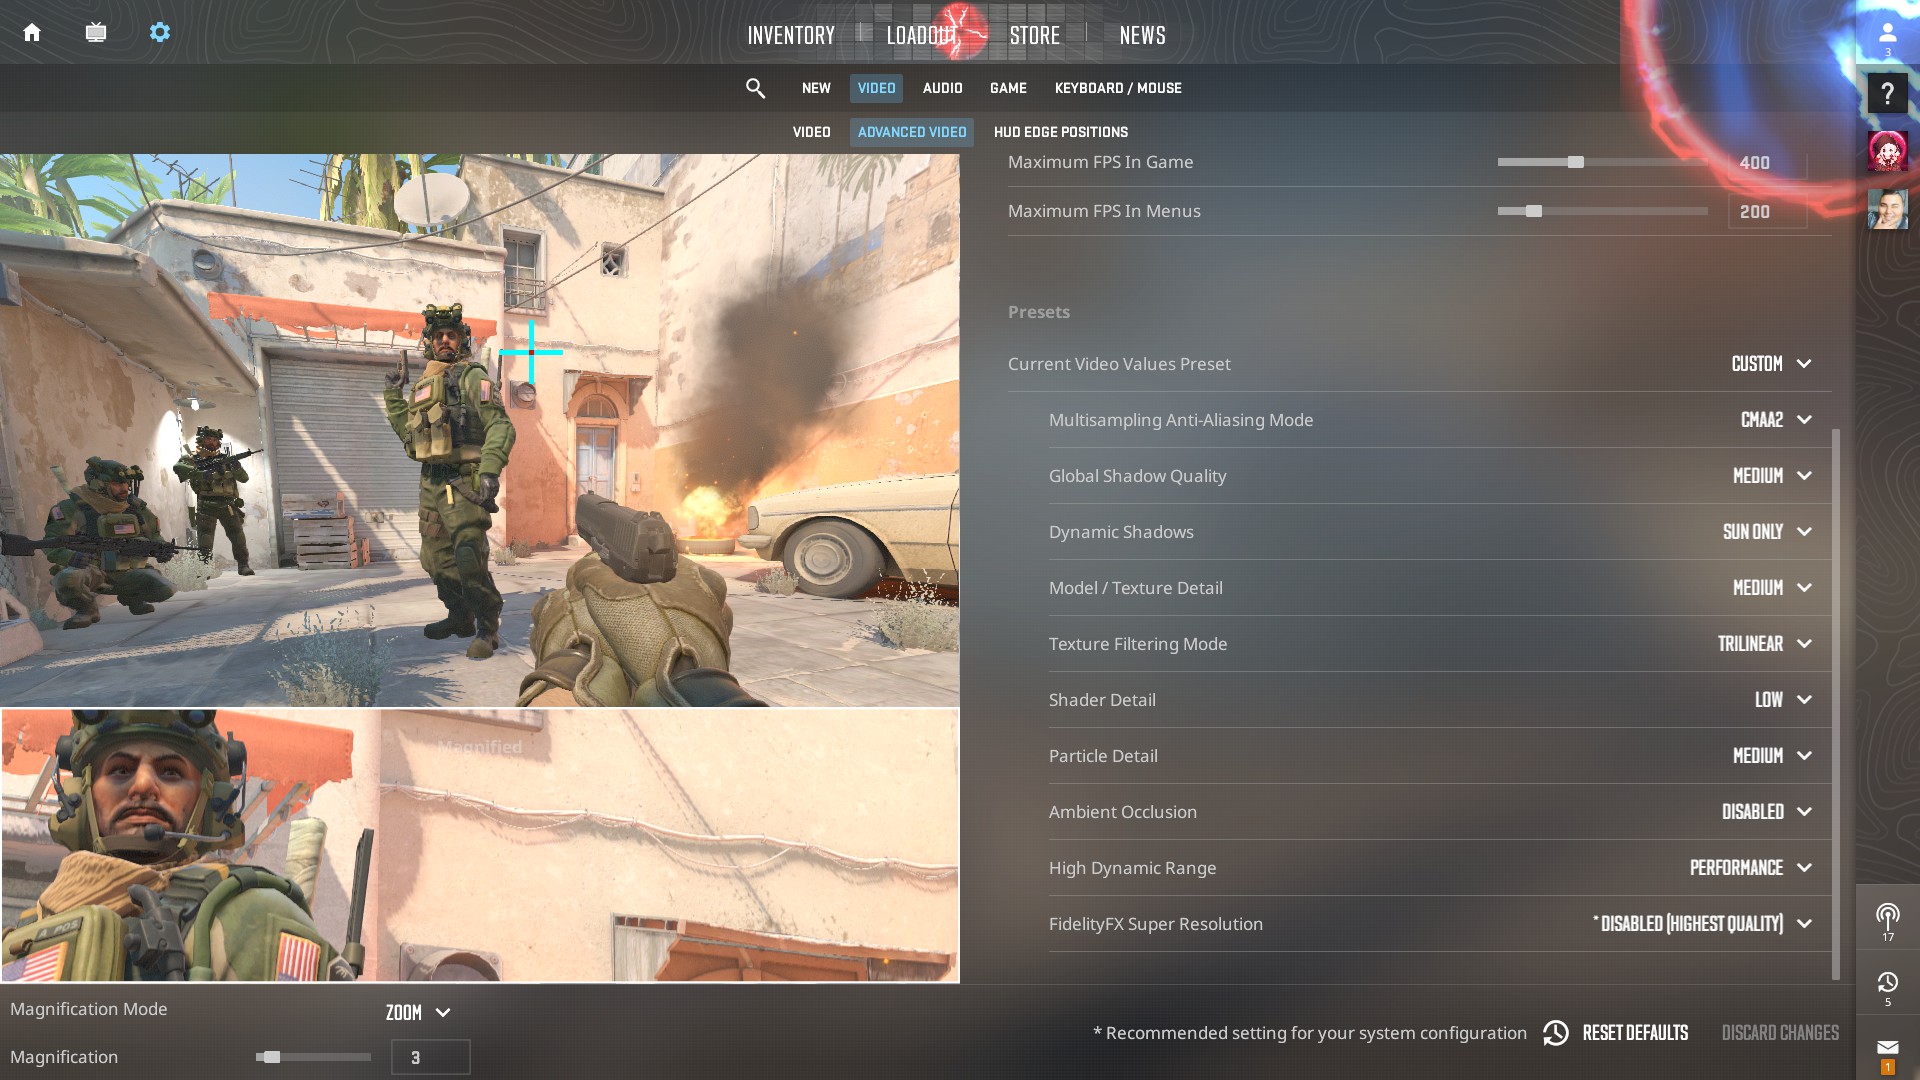 INVENTORY
LOADOUT
STORE
NEWS
3
NEW
VIDEO
AUDIO
GAME
KEYBOARD / MOUSE
?
VIDEO
ADVANCED VIDEO
HUD EDGE POSITIONS
Maximum FPS In Game
400
Maximum FPS In Menus
200
Presets
Current Video Values Preset
CUSTOM
Multisampling Anti-Aliasing Mode
CMAA2
Global Shadow Quality
MEDIUM
Dynamic Shadows
SUN ONLY
Model / Texture Detail
MEDIUM
Texture Filtering Mode
TRILINEAR
Shader Detail
LOW
Magnified
Particle Detail
MEDIUM
Ambient Occlusion
DISABLED
High Dynamic Range
PERFORMANCE
FidelityFX Super Resolution
* DISABLED (HIGHEST QUALITY)
A POS
17
5
Magnification Mode
ZOOM
Magnification
3
* Recommended setting for your system configuration
RESET DEFAULTS
DISCARD CHANGES
1